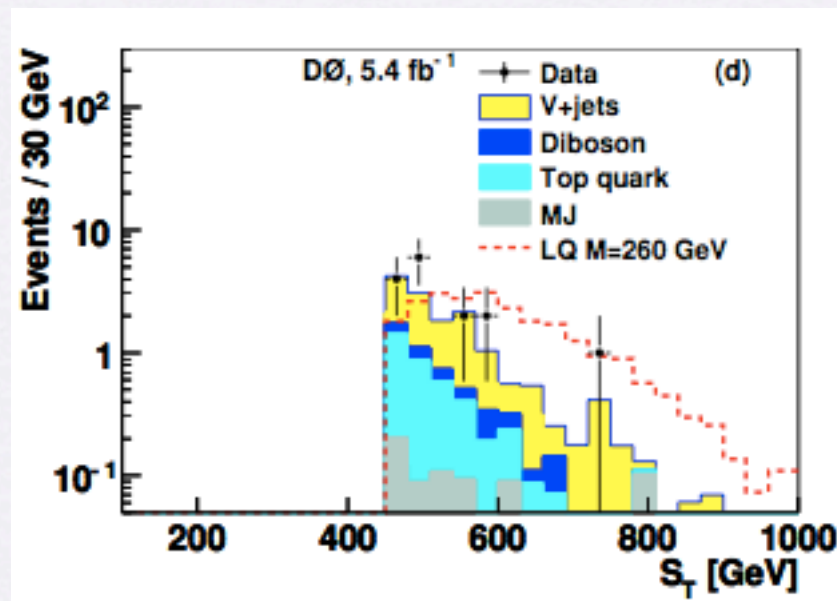 Events / 30 GeV
10²
10
1
10⁻¹
DØ, 5.4 fb⁻¹
(d)
Data
V+jets
Diboson
Top quark
MJ
LQ M=260 GeV
200 400 600 800 1000
S_T [GeV]